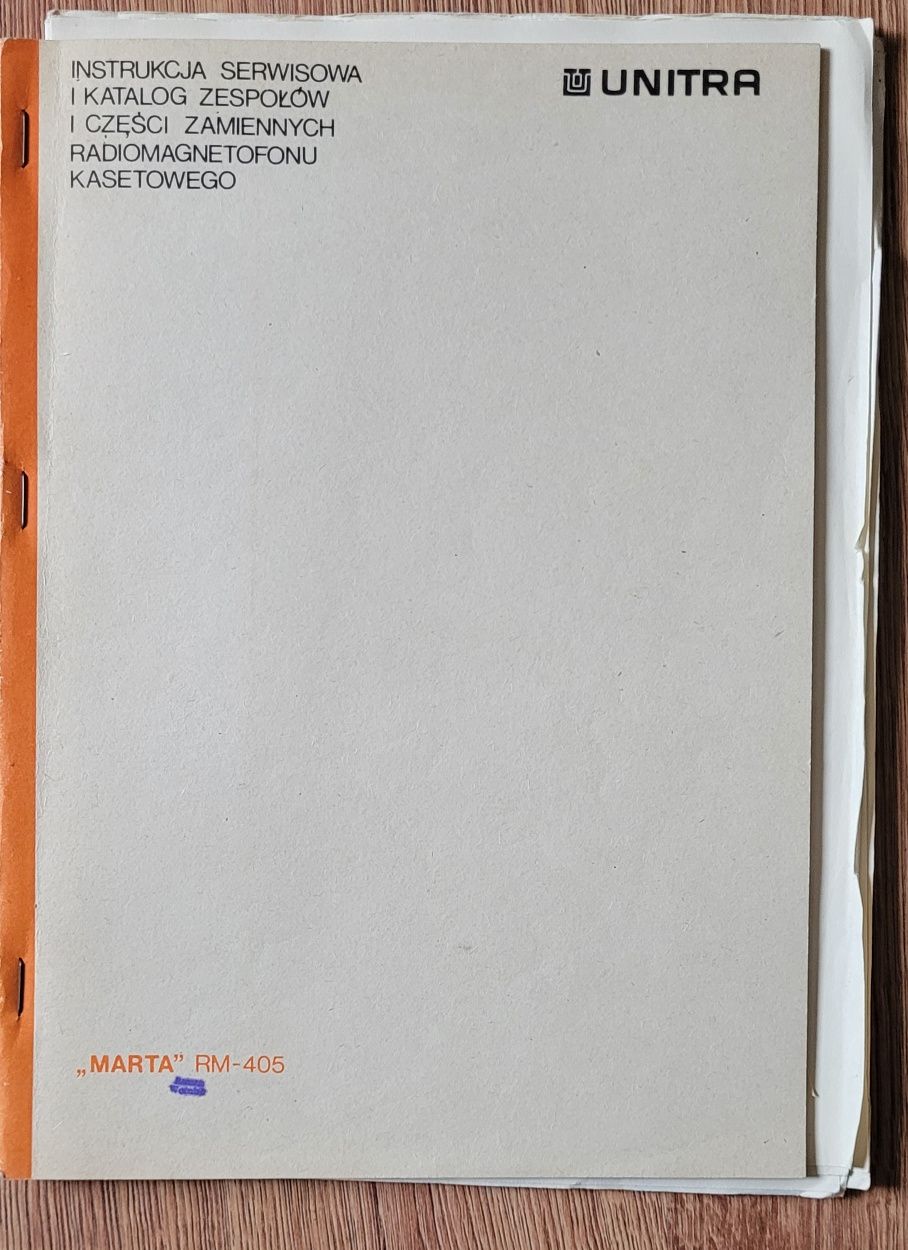 INSTRUKCJA SERWISOWA
I KATALOG ZESPOŁÓW
I CZĘŚCI ZAMIENNYCH
RADIOMAGNETOFONU
KASETOWEGO
UNITRA
„MARTA” RM-405